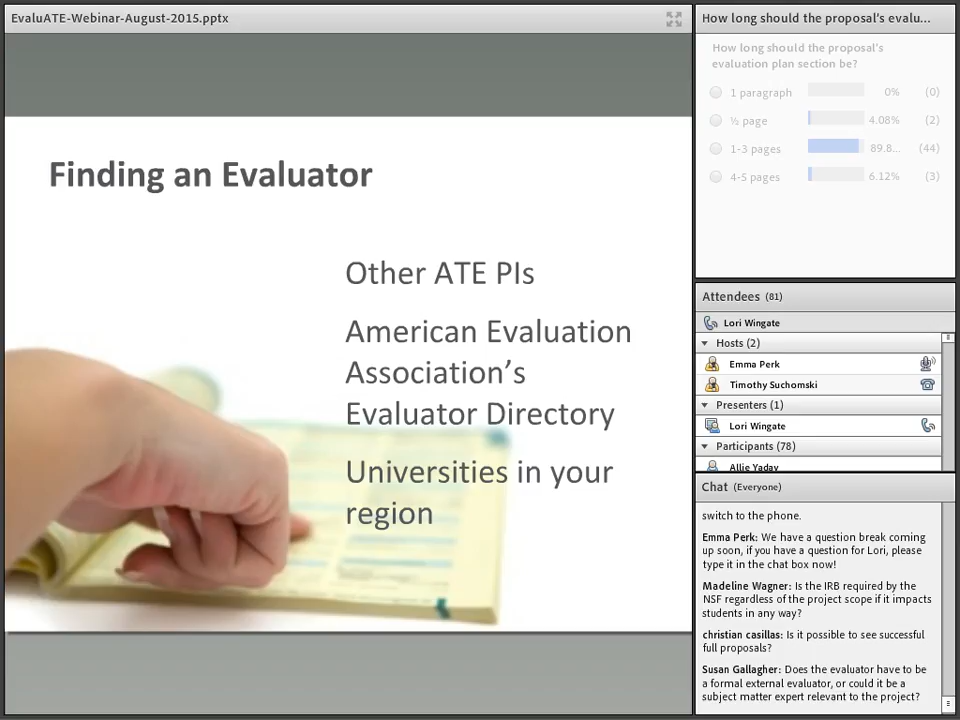 EvaluATE-Webinar-August-2015.pptx
Finding an Evaluator
Other ATE PIs
American Evaluation
Association’s
Evaluator Directory
Universities in your
region
How long should the proposal's evalu...
How long should the proposal's
evaluation plan section be?
1 paragraph 0% (0)
½ page 4.08% (2)
1-3 pages 89.8... (44)
4-5 pages 6.12% (3)
Attendees (81)
Lori Wingate
Hosts (2)
Emma Perk
Timothy Suchomski
Presenters (1)
Lori Wingate
Participants (78)
Allie Yaday
Chat (Everyone)
switch to the phone.
Emma Perk: We have a question break coming
up soon, if you have a question for Lori, please
type it in the chat box now!
Madeline Wagner: Is the IRB required by the
NSF regardless of the project scope if it impacts
students in any way?
christian casillas: Is it possible to see successful
full proposals?
Susan Gallagher: Does the evaluator have to be
a formal external evaluator, or could it be a
subject matter expert relevant to the project?